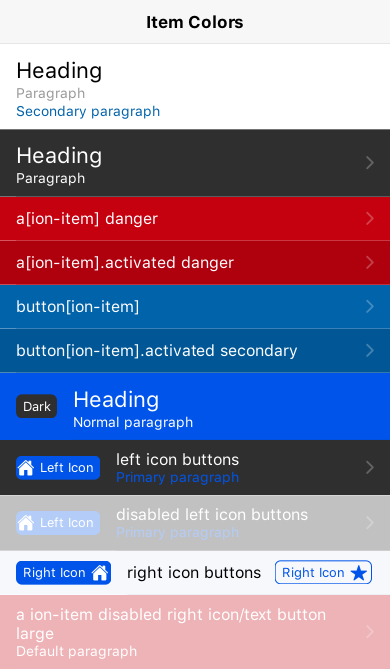 Item Colors
Heading
Paragraph
Secondary paragraph
Heading
Paragraph
a[ion-item] danger
a[ion-item].activated danger
button[ion-item]
button[ion-item].activated secondary
Dark
Heading
Normal paragraph
Left Icon
left icon buttons
Primary paragraph
Left Icon
disabled left icon buttons
Primary paragraph
Right Icon
right icon buttons
Right Icon
a ion-item disabled right icon/text button
large
Default paragraph